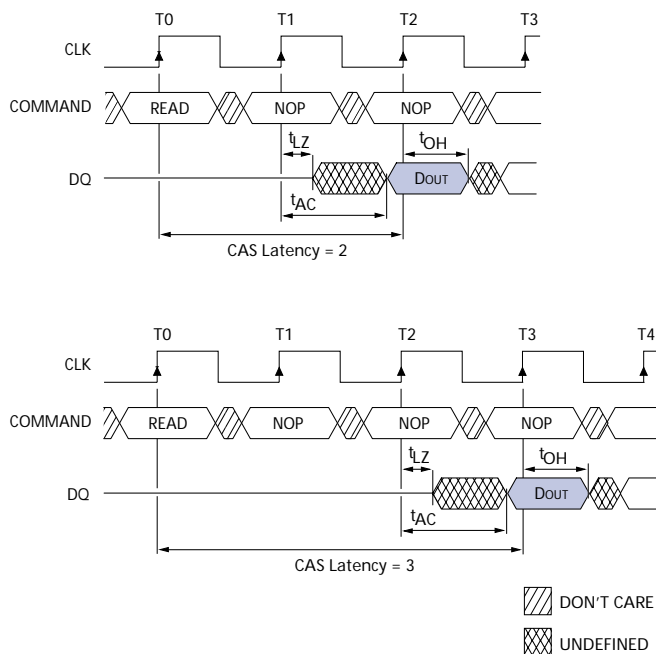 T0 T1 T2 T3
CLK
COMMAND READ NOP NOP
tLZ tOH
DQ DOUT
tAC
CAS Latency = 2
T0 T1 T2 T3 T4
CLK
COMMAND READ NOP NOP NOP
tLZ tOH
DQ DOUT
tAC
CAS Latency = 3
DON'T CARE
UNDEFINED